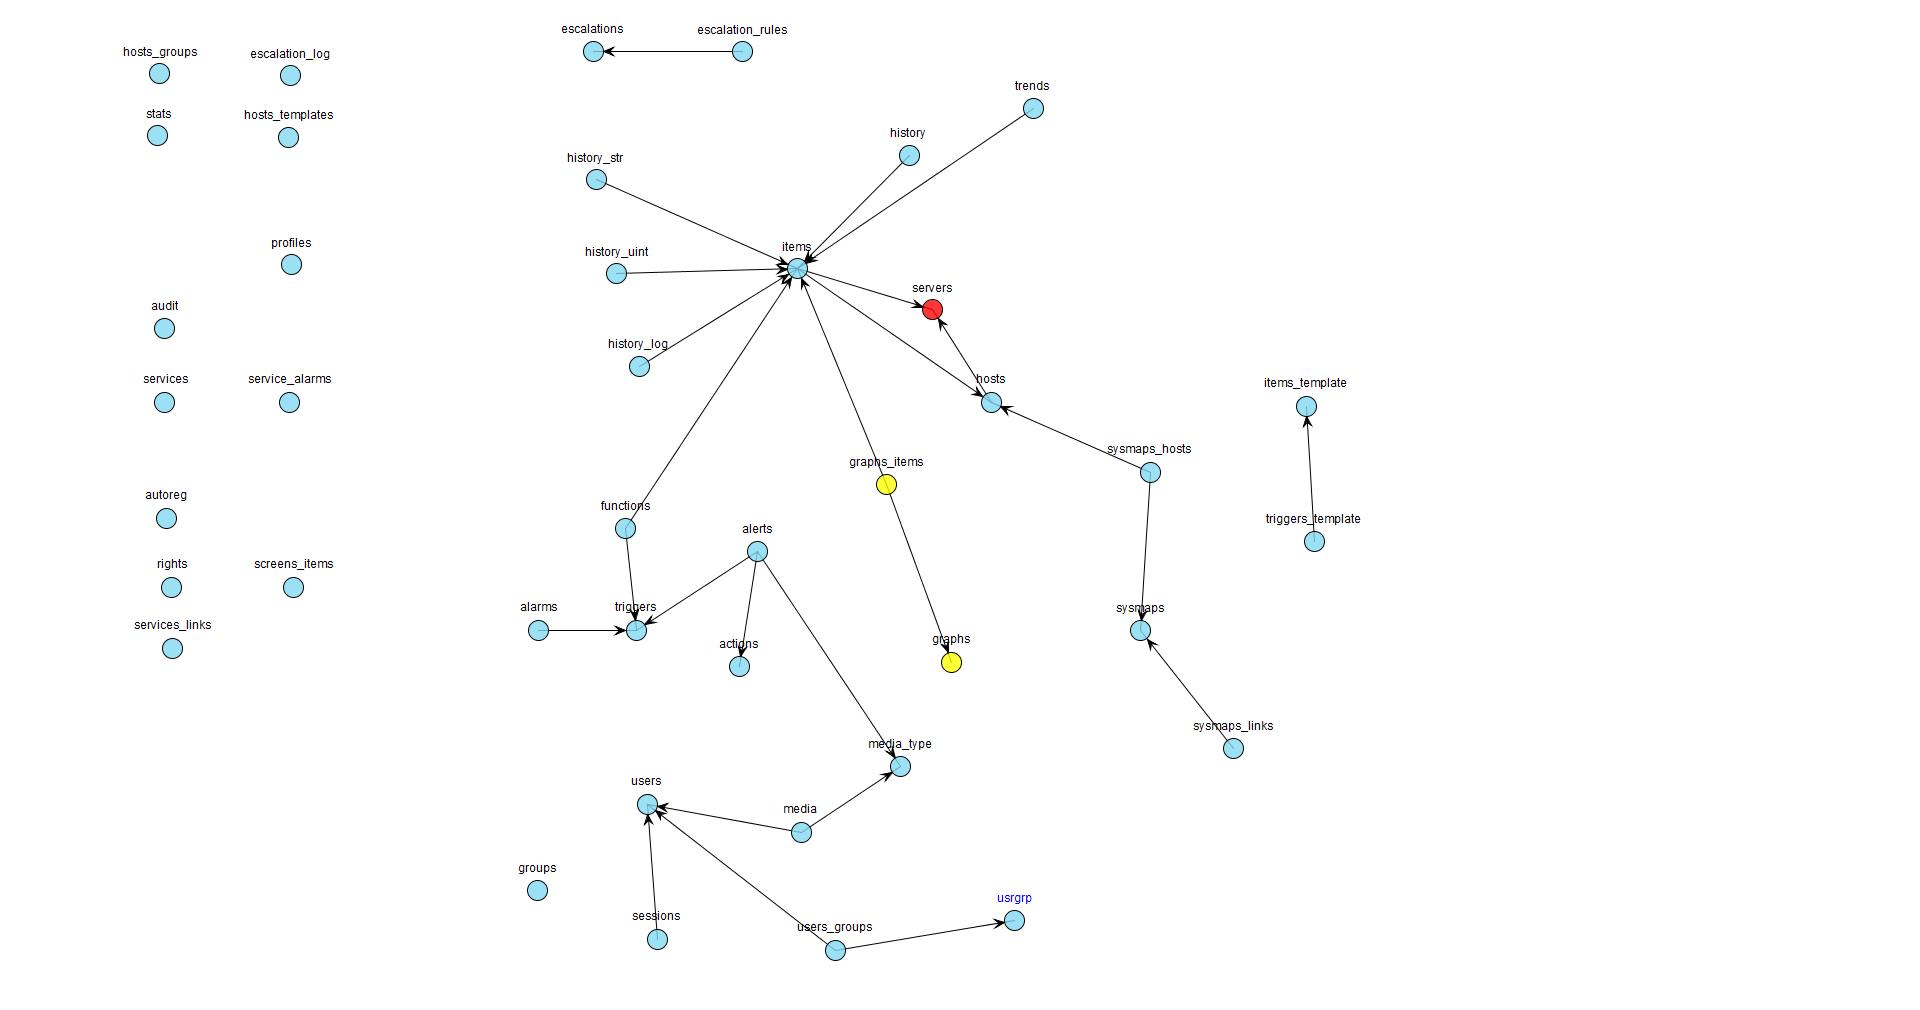 escalations
escalation_rules
hosts_groups
escalation_log
trends
stats
hosts_templates
history
history_str
profiles
items
history_uint
servers
audit
history_log
services
service_alarms
hosts
items_template
sysmaps_hosts
graphs_items
autoreg
functions
triggers_template
alerts
rights
screens_items
alarms
triggers
sysmaps
services_links
actions
graphs
sysmaps_links
media_type
users
media
groups
usrgrp
sessions
users_groups